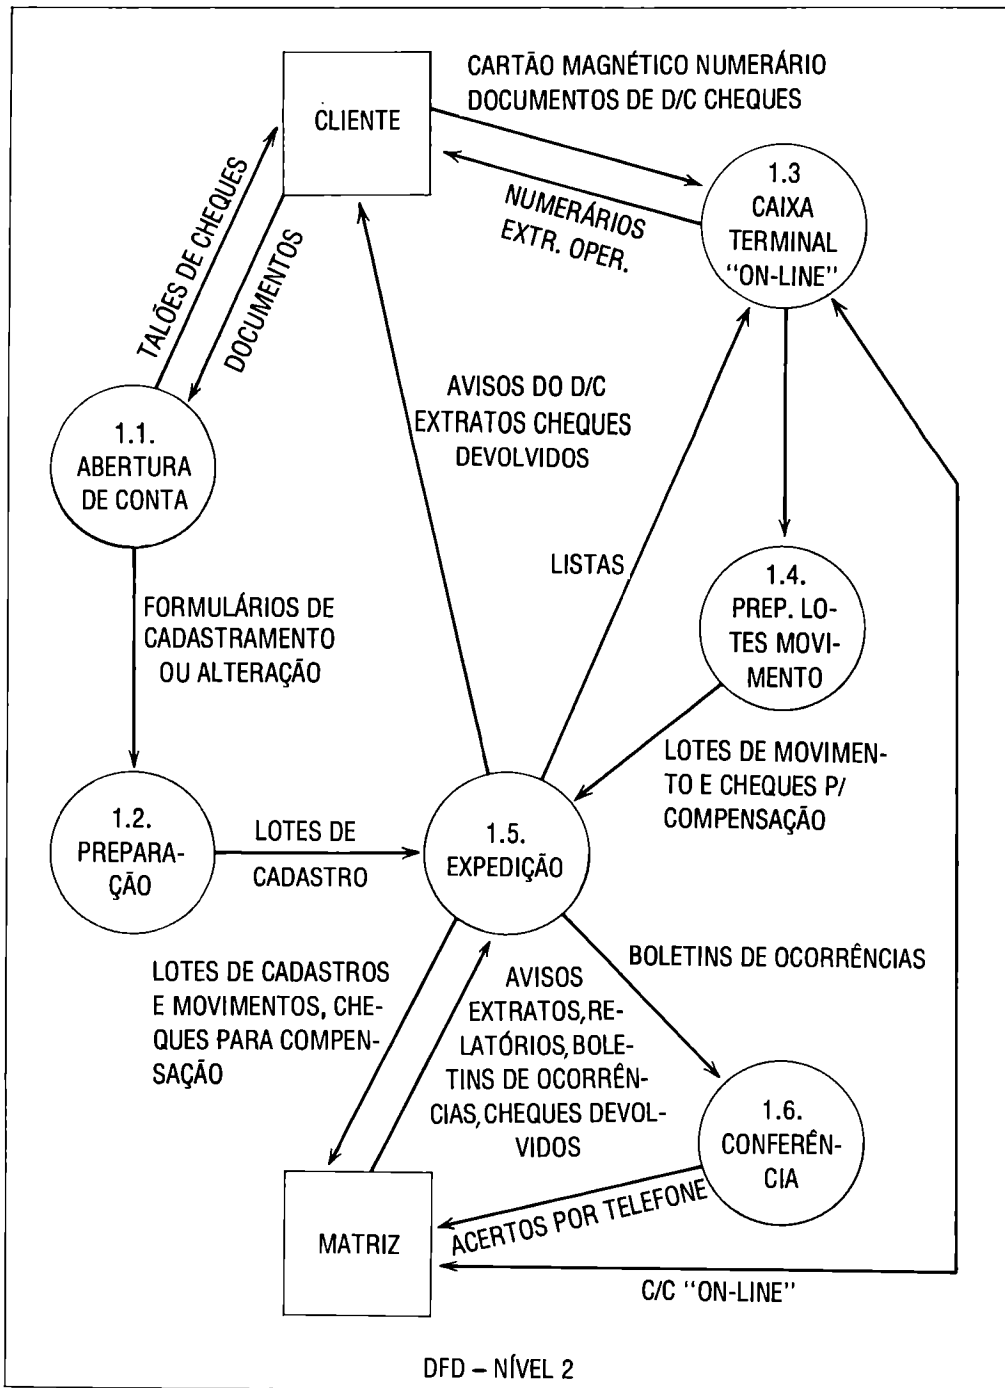 CLIENTE
CARTÃO MAGNÉTICO NUMERÁRIO
DOCUMENTOS DE D/C CHEQUES
NUMERÁRIOS
EXTR. OPER.
1.3
CAIXA
TERMINAL
"ON-LINE"
TALÕES DE CHEQUES
DOCUMENTOS
AVISOS DO D/C
EXTRATOS CHEQUES
DEVOLVIDOS
1.1.
ABERTURA
DE CONTA
LISTAS
1.4.
PREP. LO-
TES MOVI-
MENTO
FORMULÁRIOS DE
CADASTRAMENTO
OU ALTERAÇÃO
LOTES DE MOVIMEN-
TO E CHEQUES P/
COMPENSAÇÃO
1.2.
PREPARA-
ÇÃO
LOTES DE
CADASTRO
1.5.
EXPEDIÇÃO
BOLETINS DE OCORRÊNCIAS
LOTES DE CADASTROS
E MOVIMENTOS, CHE-
QUES PARA COMPEN-
SAÇÃO
AVISOS
EXTRATOS, RE-
LATÓRIOS, BOLE-
TINS DE OCORRÊN-
CIAS, CHEQUES DEVOL-
VIDOS
1.6.
CONFERÊN-
CIA
MATRIZ
ACERTOS POR TELEFONE
C/C "ON-LINE"
DFD – NÍVEL 2